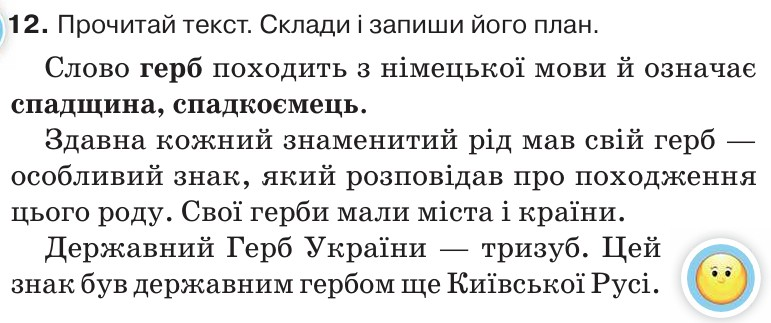 12. Прочитай текст. Склади і запиши його план.
Слово герб походить з німецької мови й означає
спадщина, спадкоємець.
Здавна кожний знаменитий рід мав свій герб —
особливий знак, який розповідав про походження
цього роду. Свої герби мали міста і країни.
Державний Герб України — тризуб. Цей
знак був державним гербом ще Київської Русі.